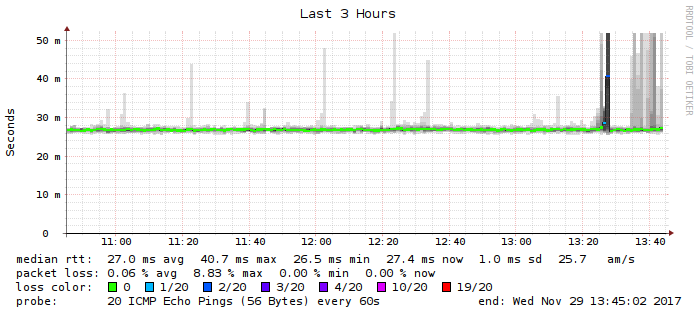 Last 3 Hours
RRDTOOL / TOBI OETIKER
Seconds
50 m
40 m
30 m
20 m
10 m
0
11:00 11:20 11:40 12:00 12:20 12:40 13:00 13:20 13:40
median rtt: 27.0 ms avg 40.7 ms max 26.5 ms min 27.4 ms now 1.0 ms sd 25.7 am/s
packet loss: 0.06 % avg 8.83 % max 0.00 % min 0.00 % now
loss color: 0 1/20 2/20 3/20 4/20 10/20 19/20
probe: 20 ICMP Echo Pings (56 Bytes) every 60s end: Wed Nov 29 13:45:02 2017